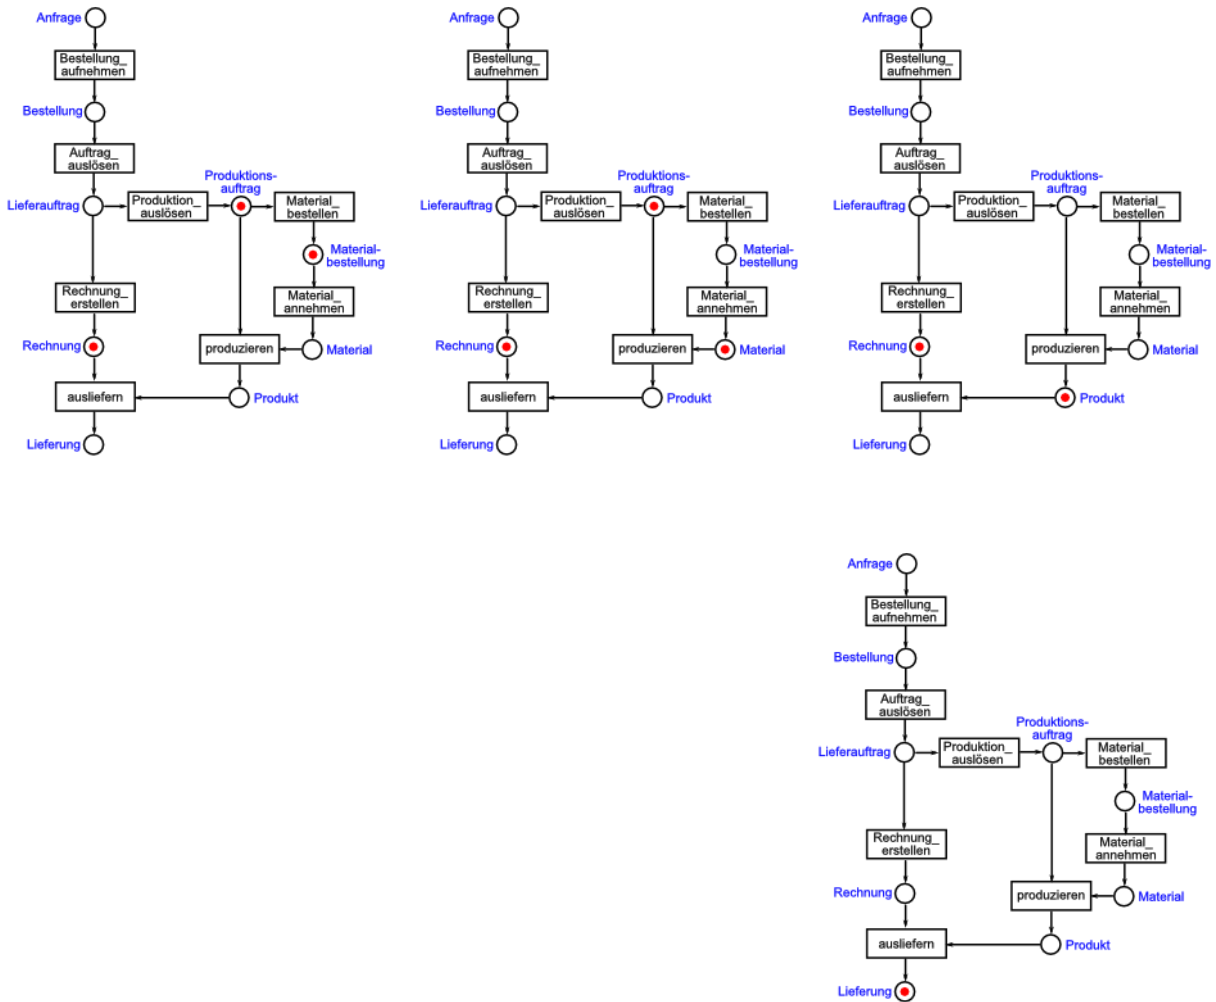 Anfrage
Bestellung_
aufnehmen
Bestellung
Auftrag_
auslösen
Lieferauftrag
Produktion_
auslösen
Produktions-
auftrag
Material_
bestellen
Material-
bestellung
Rechnung_
erstellen
Material_
annehmen
Rechnung
produzieren
Material
ausliefern
Produkt
Lieferung
Anfrage
Bestellung_
aufnehmen
Bestellung
Auftrag_
auslösen
Lieferauftrag
Produktion_
auslösen
Produktions-
auftrag
Material_
bestellen
Material-
bestellung
Rechnung_
erstellen
Material_
annehmen
Rechnung
produzieren
Material
ausliefern
Produkt
Lieferung
Anfrage
Bestellung_
aufnehmen
Bestellung
Auftrag_
auslösen
Lieferauftrag
Produktion_
auslösen
Produktions-
auftrag
Material_
bestellen
Material-
bestellung
Rechnung_
erstellen
Material_
annehmen
Rechnung
produzieren
Material
ausliefern
Produkt
Lieferung
Anfrage
Bestellung_
aufnehmen
Bestellung
Auftrag_
auslösen
Lieferauftrag
Produktion_
auslösen
Produktions-
auftrag
Material_
bestellen
Material-
bestellung
Rechnung_
erstellen
Material_
annehmen
Rechnung
produzieren
Material
ausliefern
Produkt
Lieferung